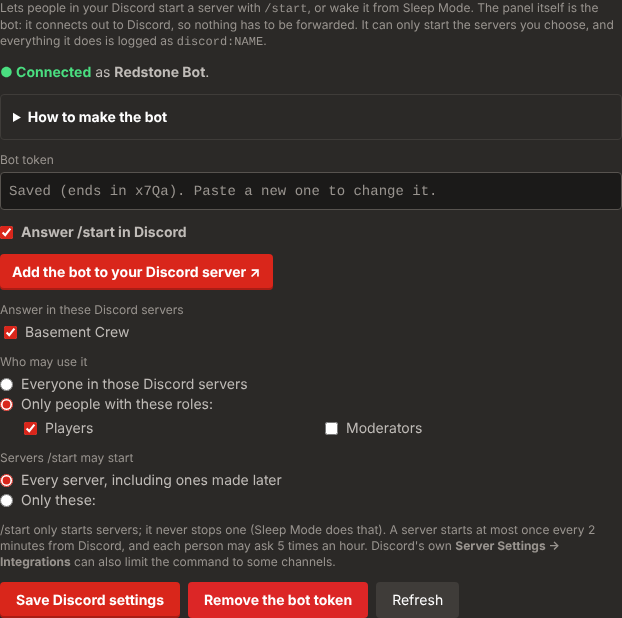 Lets people in your Discord start a server with /start, or wake it from Sleep Mode. The panel itself is the
bot: it connects out to Discord, so nothing has to be forwarded. It can only start the servers you choose, and
everything it does is logged as discord:NAME.
Connected as Redstone Bot.
How to make the bot
Bot token
Saved (ends in x7Qa). Paste a new one to change it.
Answer /start in Discord
Add the bot to your Discord server ↗
Answer in these Discord servers
Basement Crew
Who may use it
Everyone in those Discord servers
Only people with these roles:
Players Moderators
Servers /start may start
Every server, including ones made later
Only these:
/start only starts servers; it never stops one (Sleep Mode does that). A server starts at most once every 2
minutes from Discord, and each person may ask 5 times an hour. Discord's own Server Settings →
Integrations can also limit the command to some channels.
Save Discord settings Remove the bot token Refresh